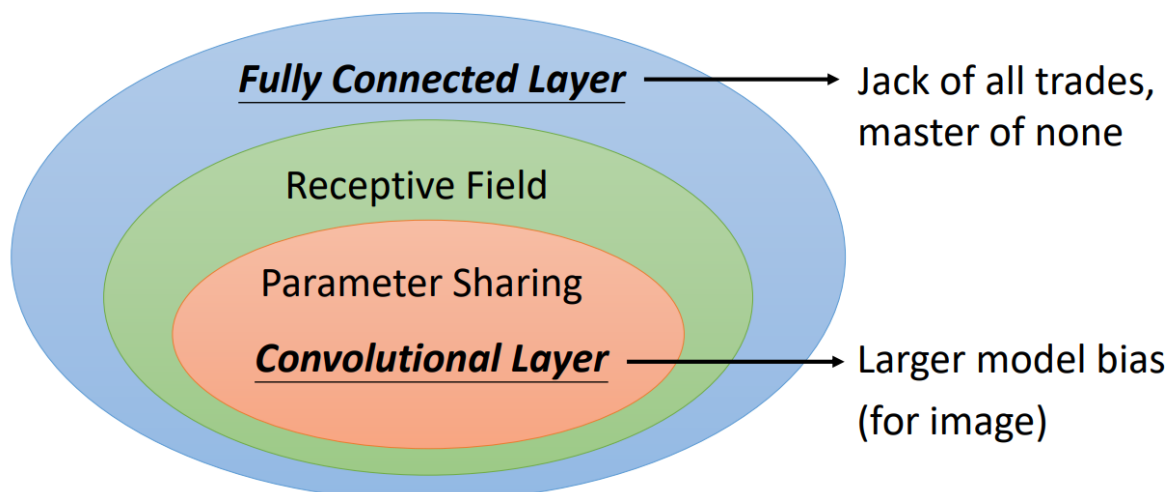 Fully Connected Layer
Jack of all trades,
master of none
Receptive Field
Parameter Sharing
Convolutional Layer
Larger model bias
(for image)